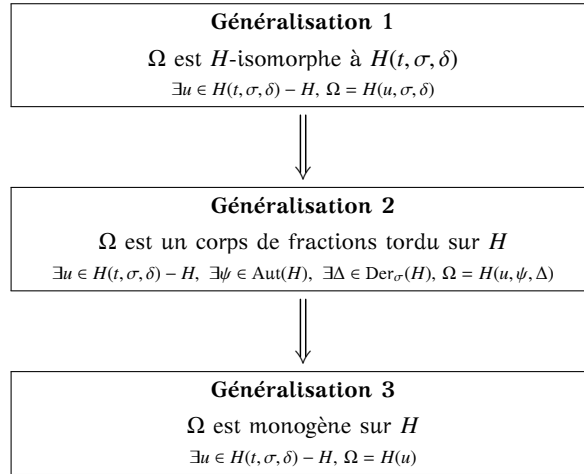 Généralisation 1
Ω est H-isomorphe à H(t, σ, δ)
∃u ∈ H(t, σ, δ) − H, Ω = H(u, σ, δ)
Généralisation 2
Ω est un corps de fractions tordu sur H
∃u ∈ H(t, σ, δ) − H, ∃ψ ∈ Aut(H), ∃Δ ∈ Der_σ(H), Ω = H(u, ψ, Δ)
Généralisation 3
Ω est monogène sur H
∃u ∈ H(t, σ, δ) − H, Ω = H(u)